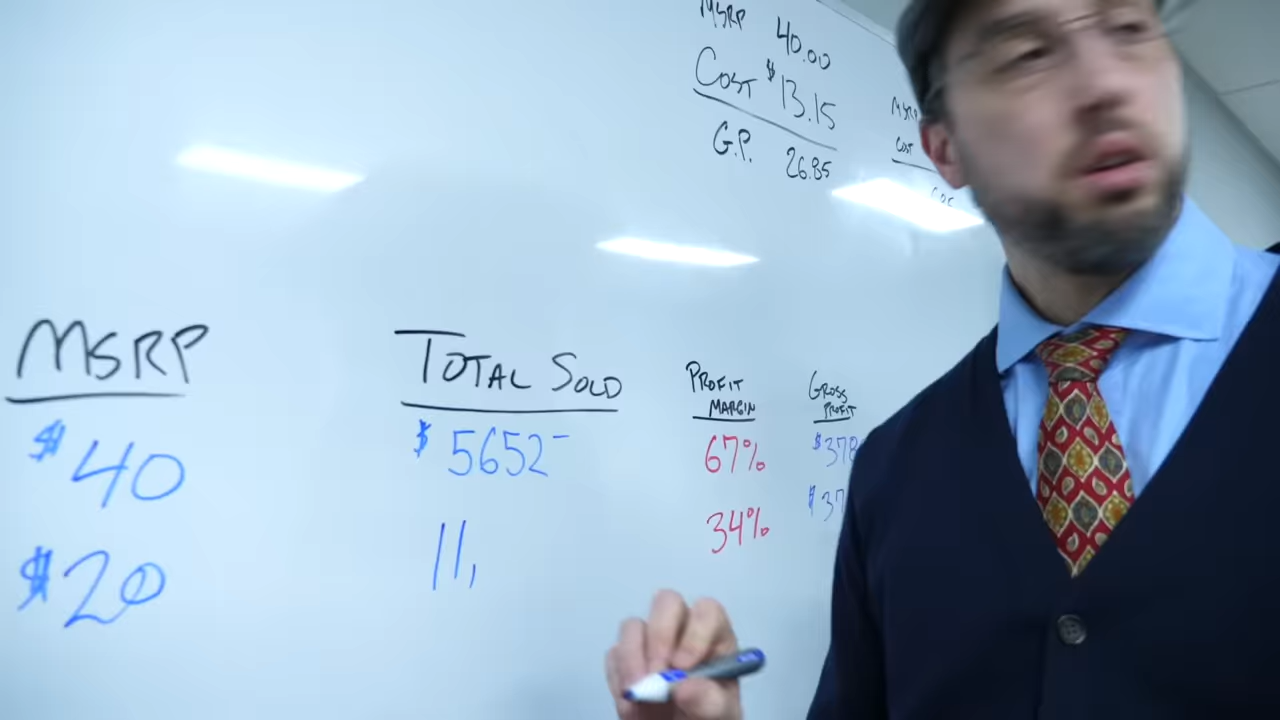 MSRP 40.00
Cost $13.15
G.P. 26.85
MSRP
Cost
MSRP
$40
$20
Total Sold
$5652-
11,
Profit Margin
67%
34%
Gross Profit
$378
$37